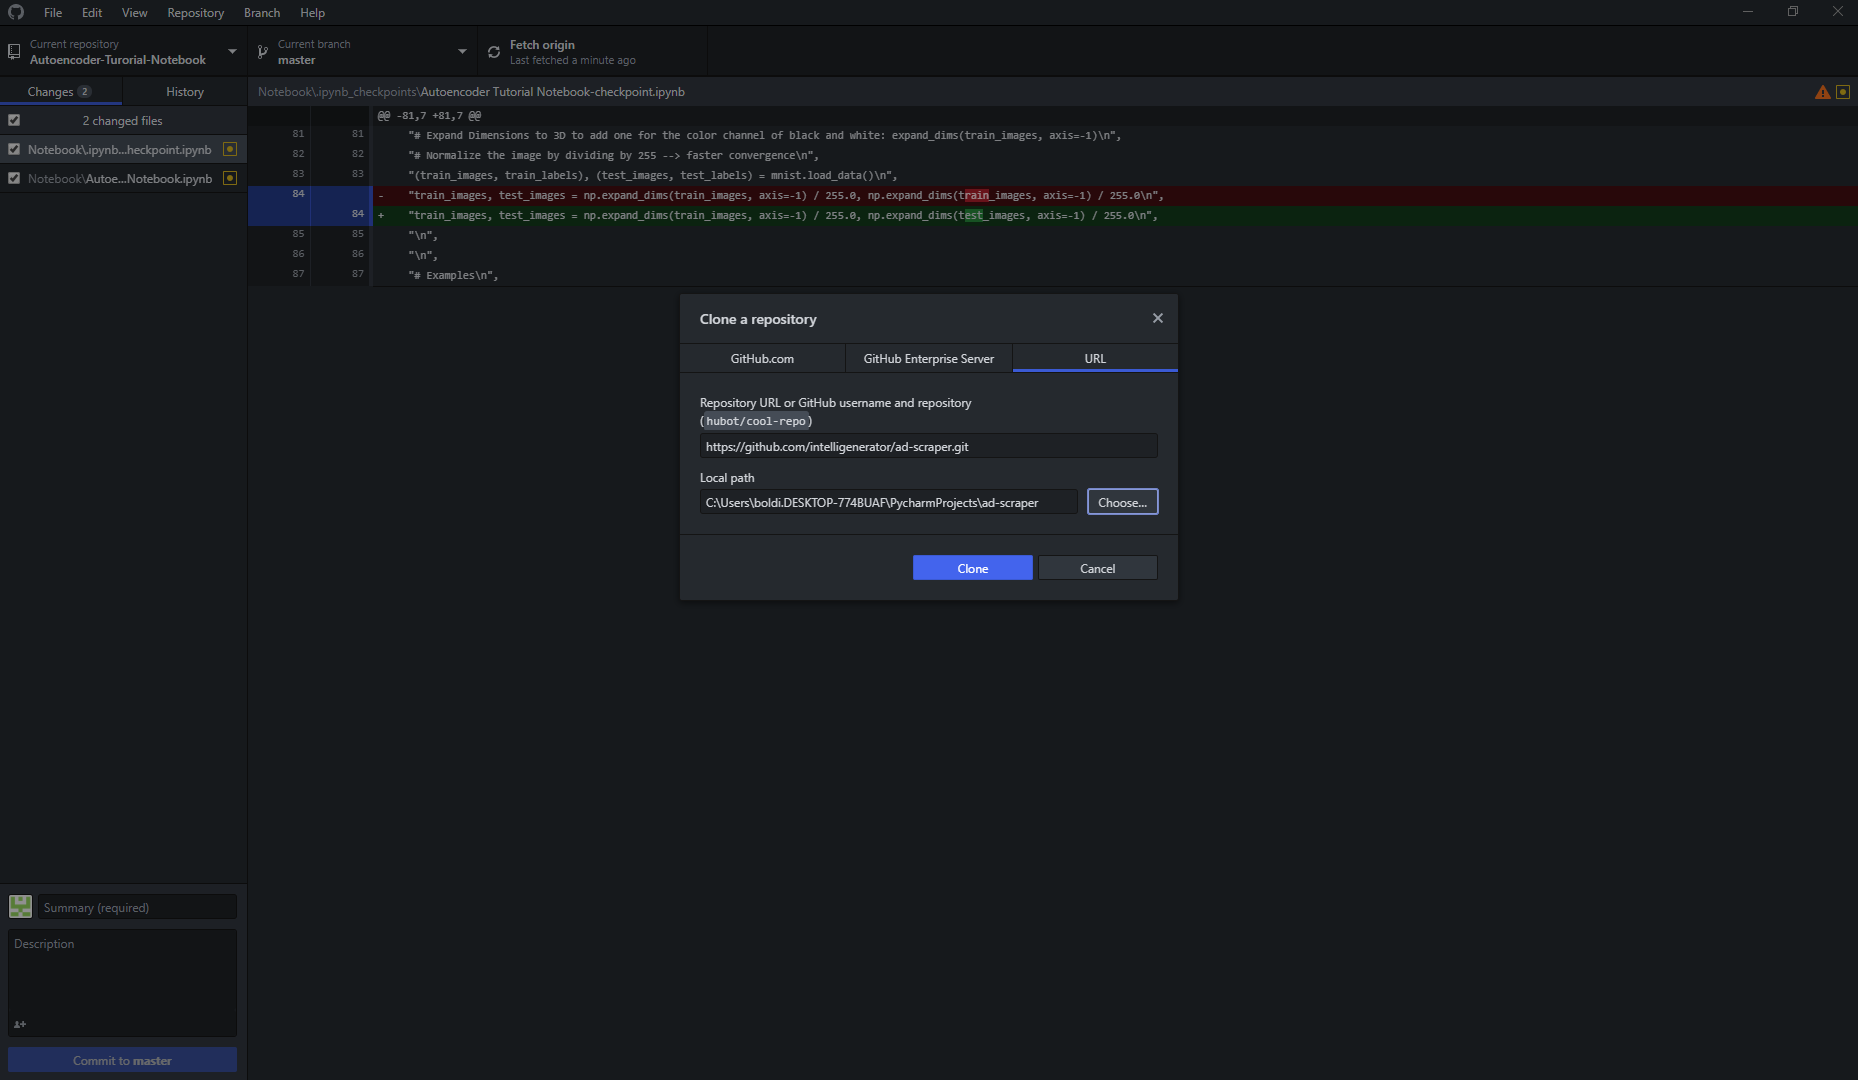 File Edit View Repository Branch Help
Current repository
Autoencoder-Turorial-Notebook
Current branch
master
Fetch origin
Last fetched a minute ago
Changes 2 History
Notebook\.ipynb_checkpoints\Autoencoder Tutorial Notebook-checkpoint.ipynb
2 changed files
Notebook\.ipynb...heckpoint.ipynb
Notebook\Autoe...Notebook.ipynb
@@ -81,7 +81,7 @@
81 81 "# Expand Dimensions to 3D to add one for the color channel of black and white: expand_dims(train_images, axis=-1)\n",
82 82 "# Normalize the image by dividing by 255 --> faster convergence\n",
83 83 "(train_images, train_labels), (test_images, test_labels) = mnist.load_data()\n",
84 - "train_images, test_images = np.expand_dims(train_images, axis=-1) / 255.0, np.expand_dims(train_images, axis=-1) / 255.0\n",
84 + "train_images, test_images = np.expand_dims(train_images, axis=-1) / 255.0, np.expand_dims(test_images, axis=-1) / 255.0\n",
85 85 "\n",
86 86 "\n",
87 87 "# Examples\n",
Clone a repository
GitHub.com GitHub Enterprise Server URL
Repository URL or GitHub username and repository
(hubot/cool-repo)
https://github.com/intelligenerator/ad-scraper.git
Local path
C:\Users\boldi.DESKTOP-774BUAF\PycharmProjects\ad-scraper Choose...
Clone Cancel
Summary (required)
Description
Commit to master